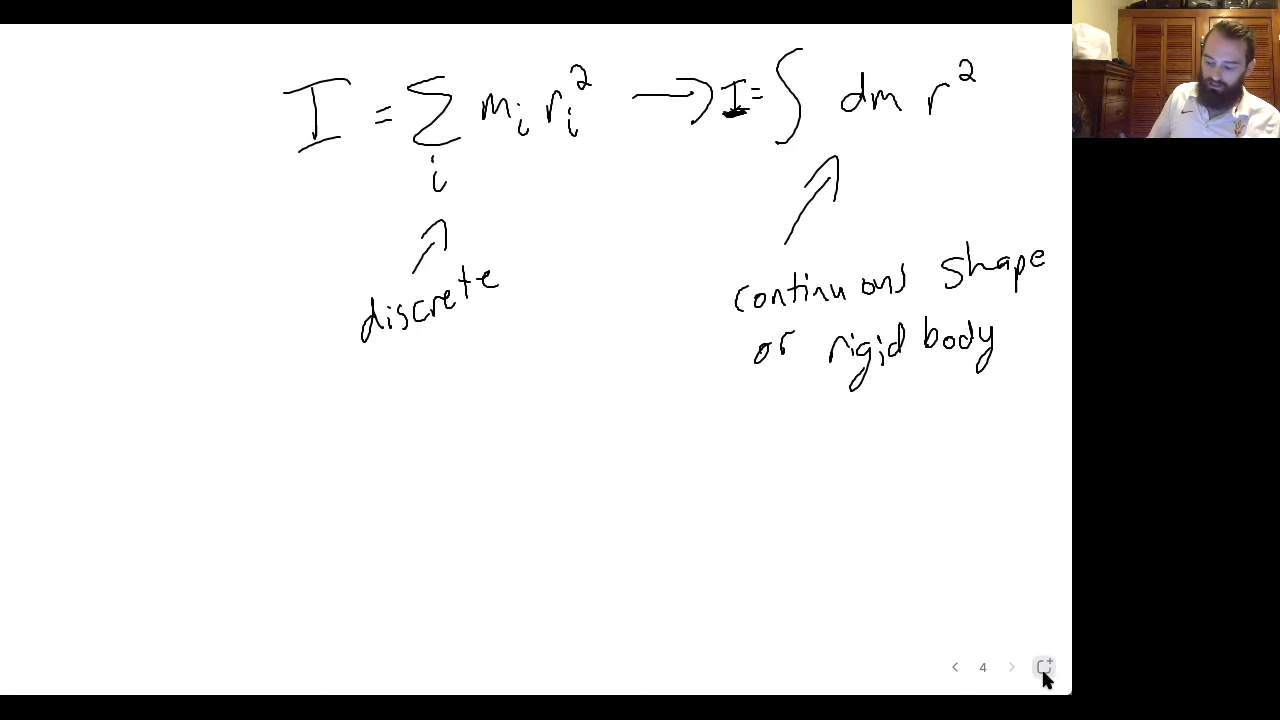 I = ∑ᵢ mᵢ rᵢ² → I = ∫ dm r²
discrete
continuous shape
or rigid body
4